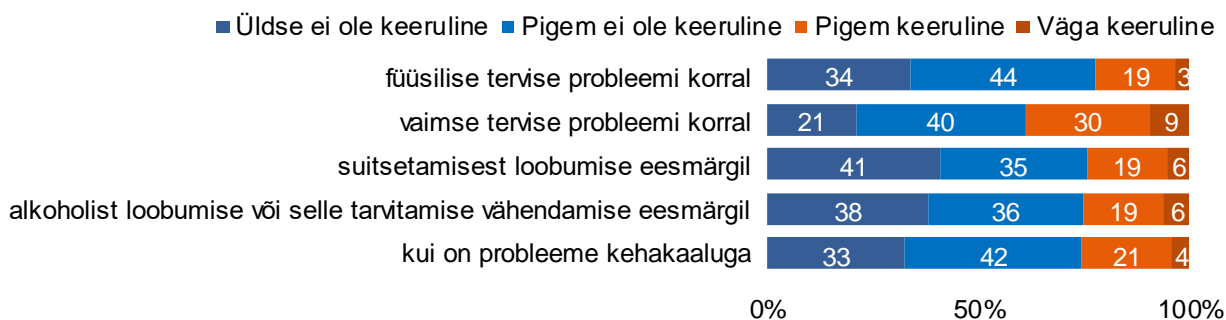 Üldse ei ole keeruline Pigem ei ole keeruline Pigem keeruline Väga keeruline
füüsilise tervise probleemi korral 34 44 19 3
vaimse tervise probleemi korral 21 40 30 9
suitsetamisest loobumise eesmärgil 41 35 19 6
alkoholist loobumise või selle tarvitamise vähendamise eesmärgil 38 36 19 6
kui on probleeme kehakaaluga 33 42 21 4
0% 50% 100%